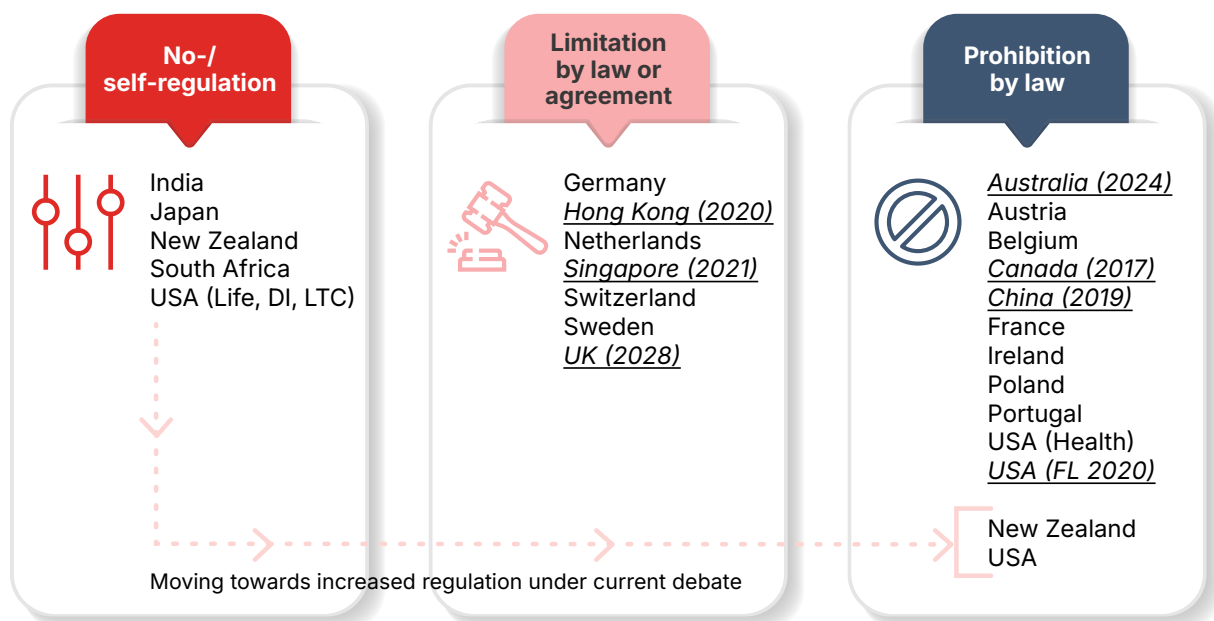 No-/
self-regulation
India
Japan
New Zealand
South Africa
USA (Life, DI, LTC)
Limitation
by law or
agreement
Germany
Hong Kong (2020)
Netherlands
Singapore (2021)
Switzerland
Sweden
UK (2028)
Prohibition
by law
Australia (2024)
Austria
Belgium
Canada (2017)
China (2019)
France
Ireland
Poland
Portugal
USA (Health)
USA (FL 2020)
New Zealand
USA
Moving towards increased regulation under current debate